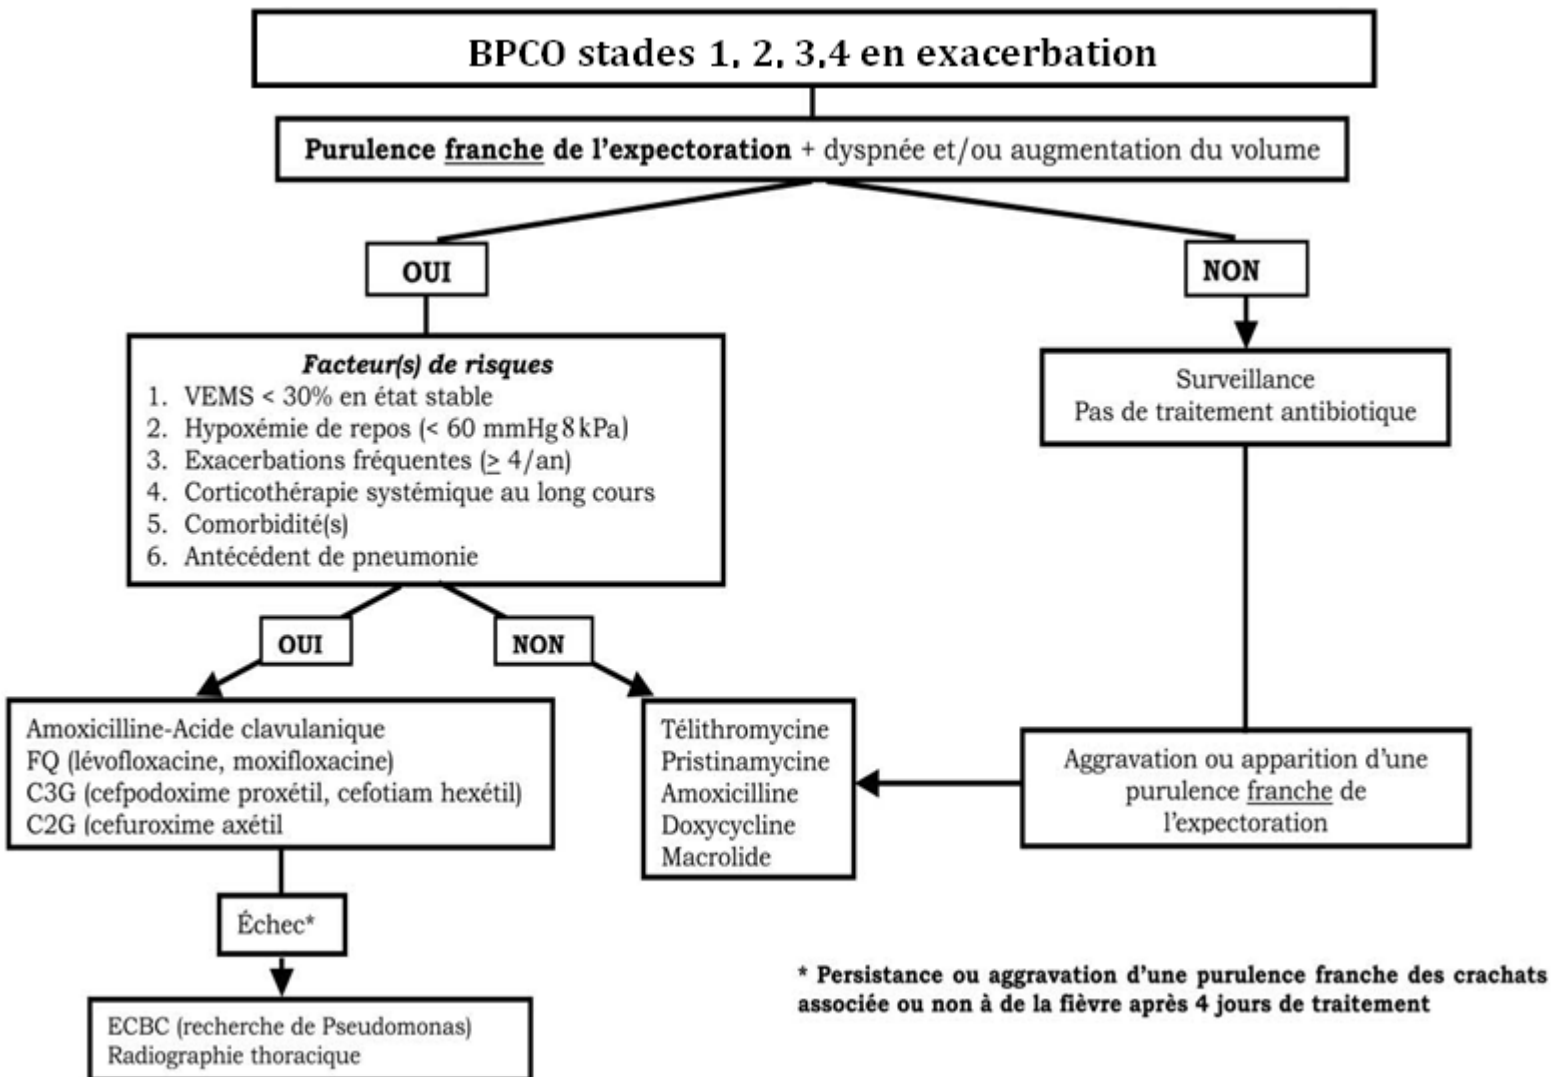 BPCO stades 1, 2, 3,4 en exacerbation
Purulence franche de l'expectoration + dyspnée et/ou augmentation du volume
OUI
NON
Facteur(s) de risques
1. VEMS < 30% en état stable
2. Hypoxémie de repos (< 60 mmHg 8 kPa)
3. Exacerbations fréquentes (≥ 4/an)
4. Corticothérapie systémique au long cours
5. Comorbidité(s)
6. Antécédent de pneumonie
Surveillance
Pas de traitement antibiotique
OUI
NON
Amoxicilline-Acide clavulanique
FQ (lévofloxacine, moxifloxacine)
C3G (cefpodoxime proxétil, cefotiam hexétil)
C2G (cefuroxime axétil
Télithromycine
Pristinamycine
Amoxicilline
Doxycycline
Macrolide
Aggravation ou apparition d'une
purulence franche de
l'expectoration
Échec*
ECBC (recherche de Pseudomonas)
Radiographie thoracique
* Persistance ou aggravation d'une purulence franche des crachats
associée ou non à de la fièvre après 4 jours de traitement